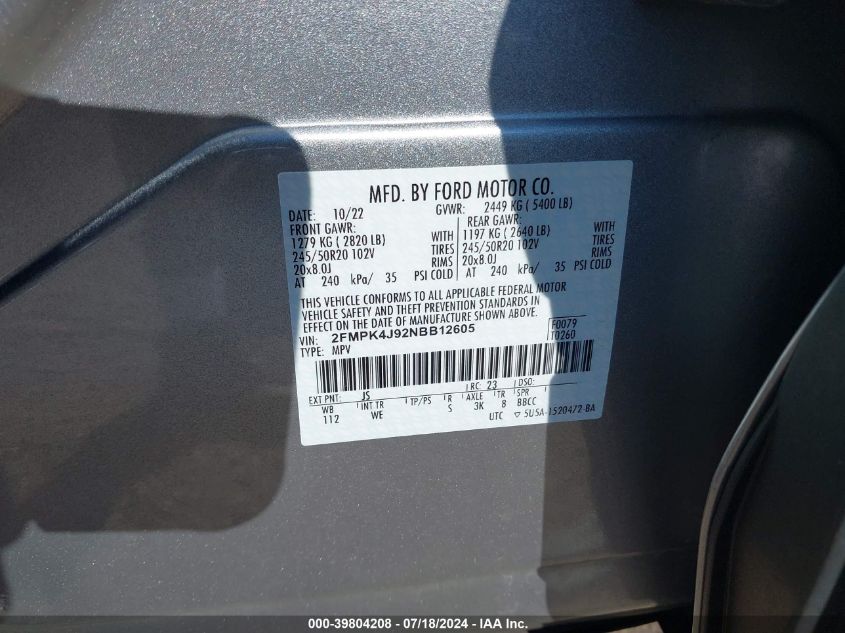 MFD. BY FORD MOTOR CO.
DATE: 10/22 GVWR: 2449 KG ( 5400 LB)
FRONT GAWR: REAR GAWR:
1279 KG ( 2820 LB) WITH 1197 KG ( 2640 LB) WITH
245/50R20 102V TIRES 245/50R20 102V TIRES
20x8.0J RIMS 20x8.0J RIMS
AT 240 kPa/ 35 PSI COLD AT 240 kPa/ 35 PSI COLD
THIS VEHICLE CONFORMS TO ALL APPLICABLE FEDERAL MOTOR
VEHICLE SAFETY AND THEFT PREVENTION STANDARDS IN
EFFECT ON THE DATE OF MANUFACTURE SHOWN ABOVE.
VIN: 2FMPK4J92NBB12605 F0079
TYPE: MPV T0260
EXT PNT: JS RC: 23 DSO:
WB INT TR TP/PS R AXLE TR SPR
112 WE S 3K 8 BBCC
UTC 5U5A-1520472-BA
000-39804208 - 07/18/2024 - IAA Inc.